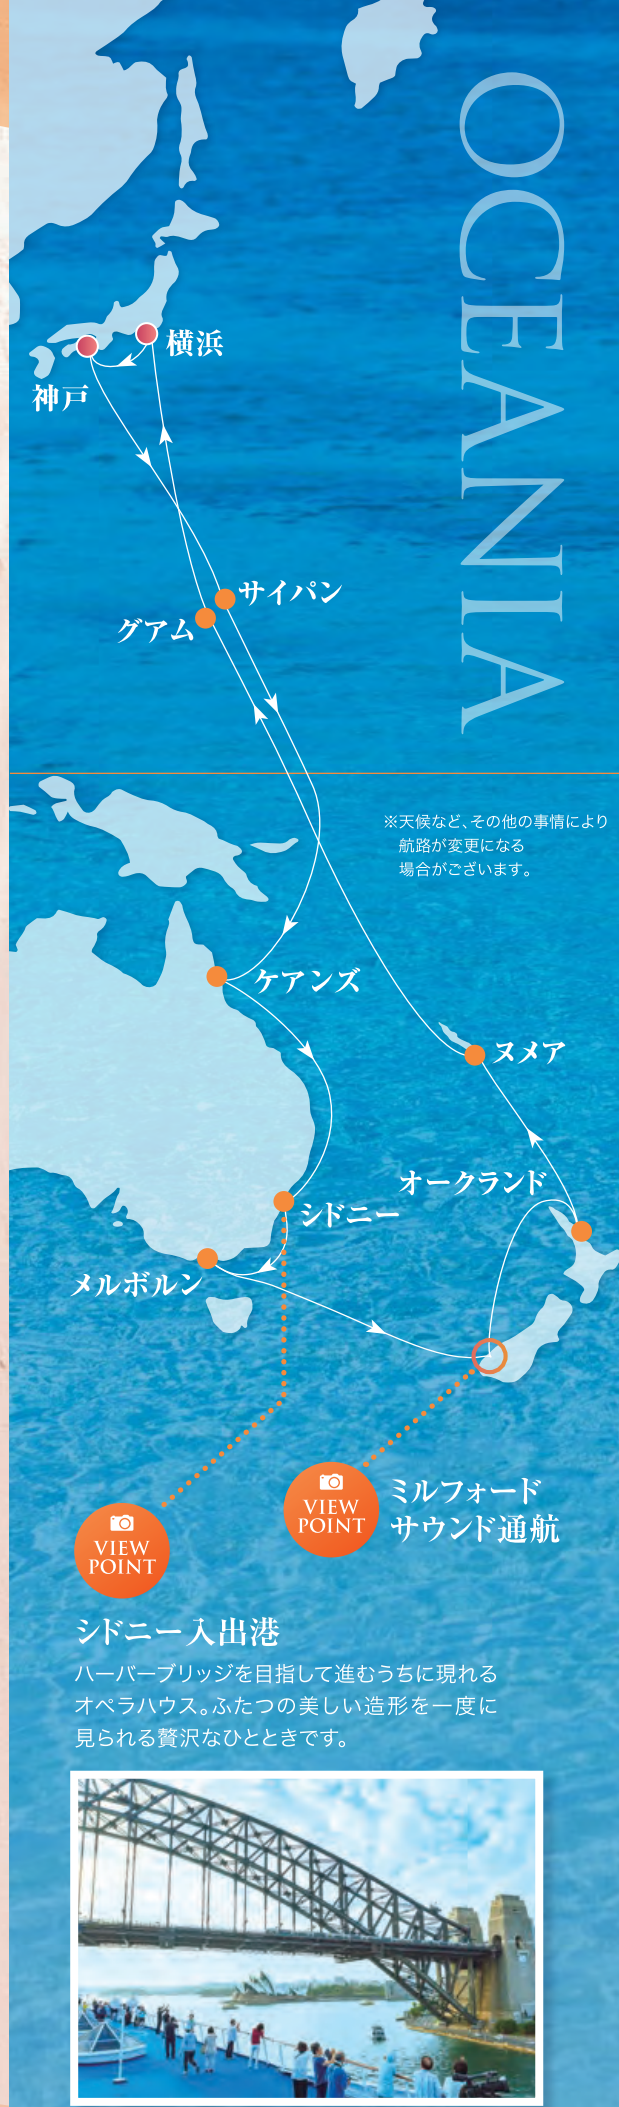 OCEANIA
横浜
神戸
サイパン
グアム
※天候など、その他の事情により
航路が変更になる
場合がございます。
ケアンズ
ヌメア
オークランド
シドニー
メルボルン
VIEW
POINT
ミルフォード
サウンド通航
VIEW
POINT
シドニー入出港
ハーバーブリッジを目指して進むうちに現れる
オペラハウス。ふたつの美しい造形を一度に
見られる贅沢なひとときです。